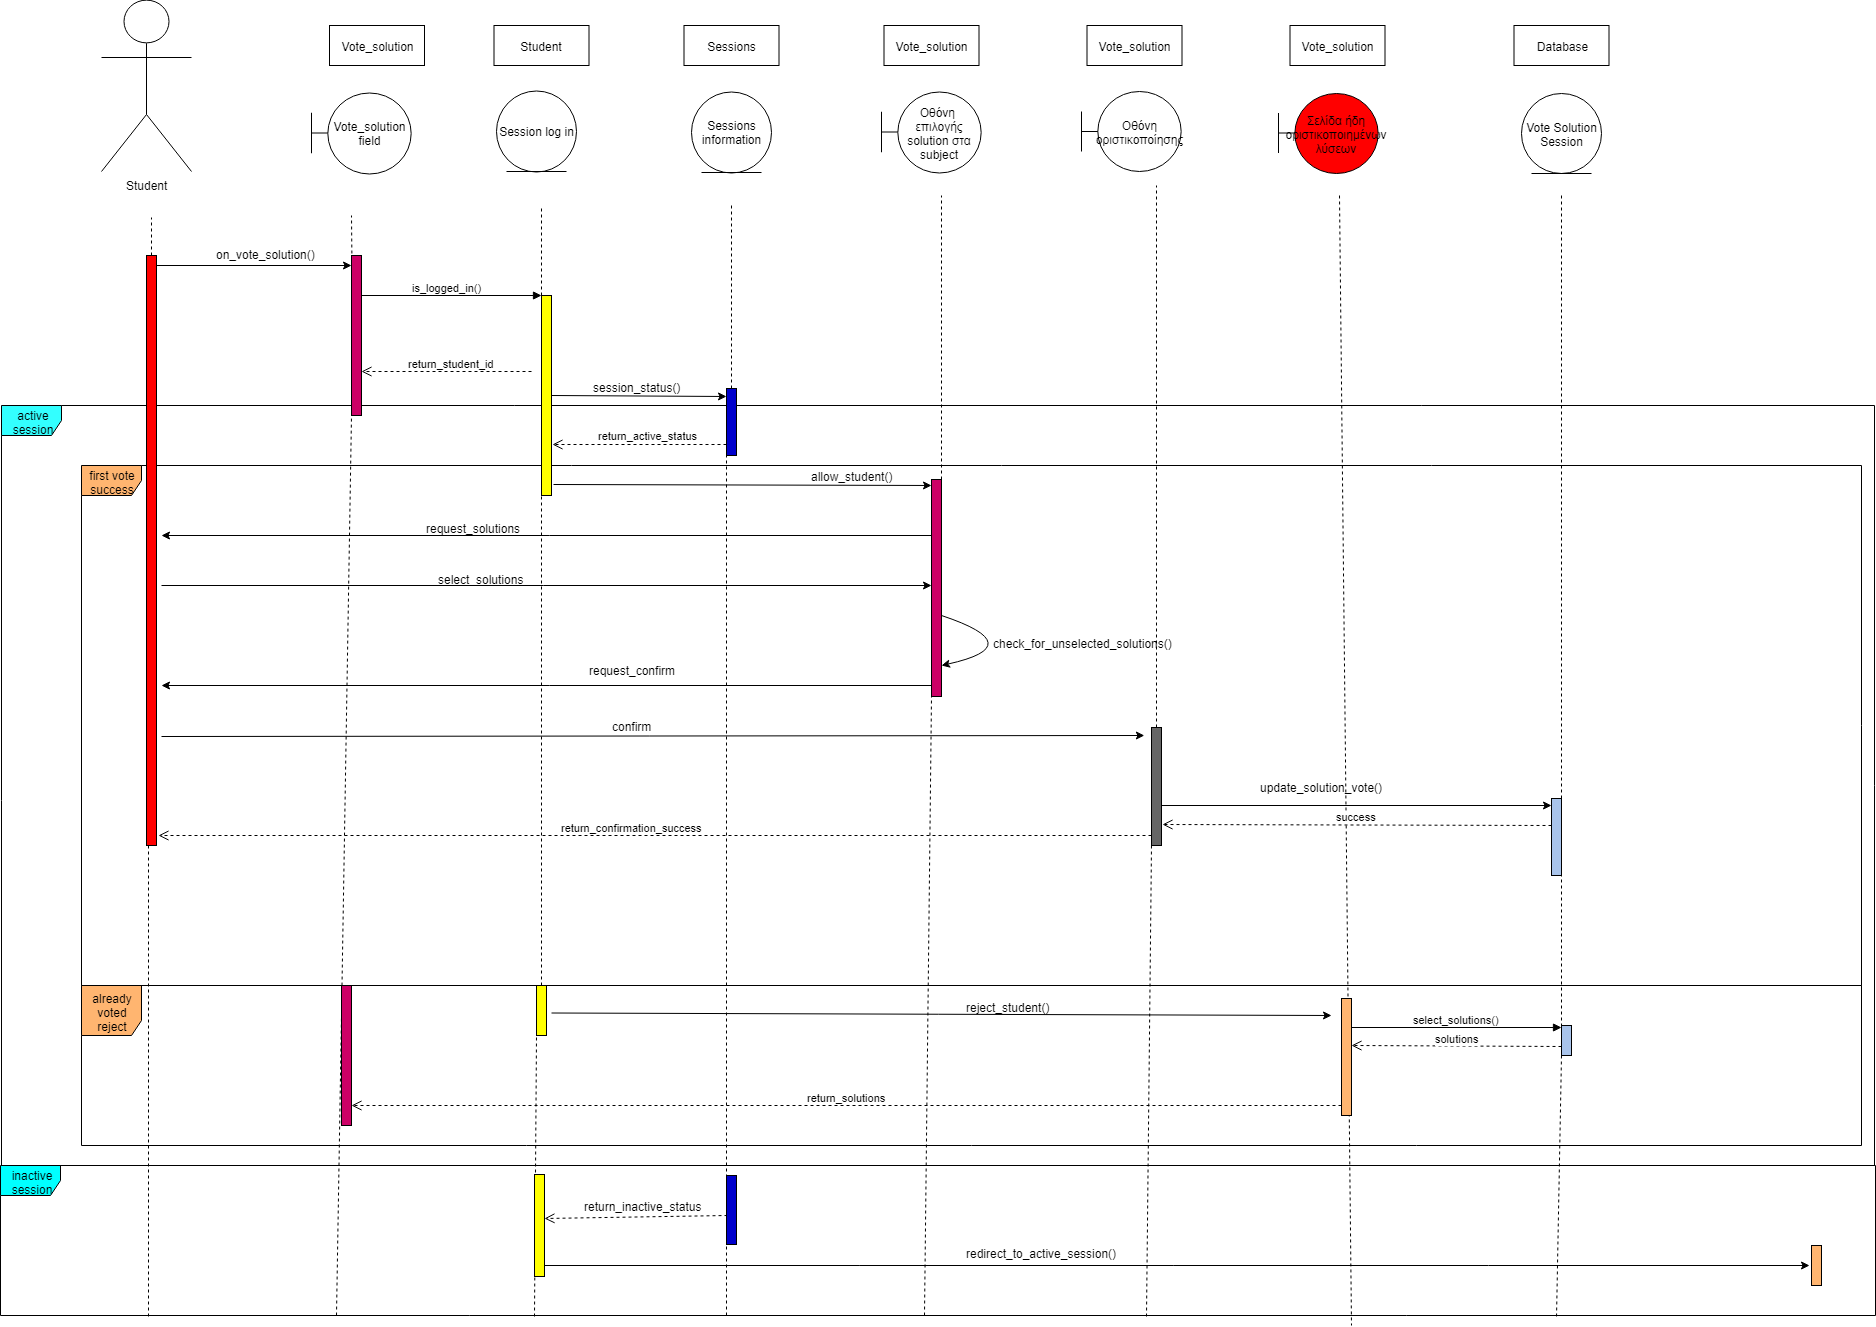 Vote_solution
Student
Sessions
Vote_solution
Vote_solution
Vote_solution
Database
Student
Vote_solution
field
Session log in
Sessions
information
Οθόνη
επιλογής
solution στα
subject
Οθόνη
οριστικοποίησης
Σελίδα ήδη
οριστικοποιημένων
λύσεων
Vote Solution
Session
on_vote_solution()
is_logged_in()
return_student_id
session_status()
active
session
return_active_status
first vote
success
allow_student()
request_solutions
select_solutions
check_for_unselected_solutions()
request_confirm
confirm
update_solution_vote()
success
return_confirmation_success
already
voted
reject
reject_student()
select_solutions()
solutions
return_solutions
inactive
session
return_inactive_status
redirect_to_active_session()